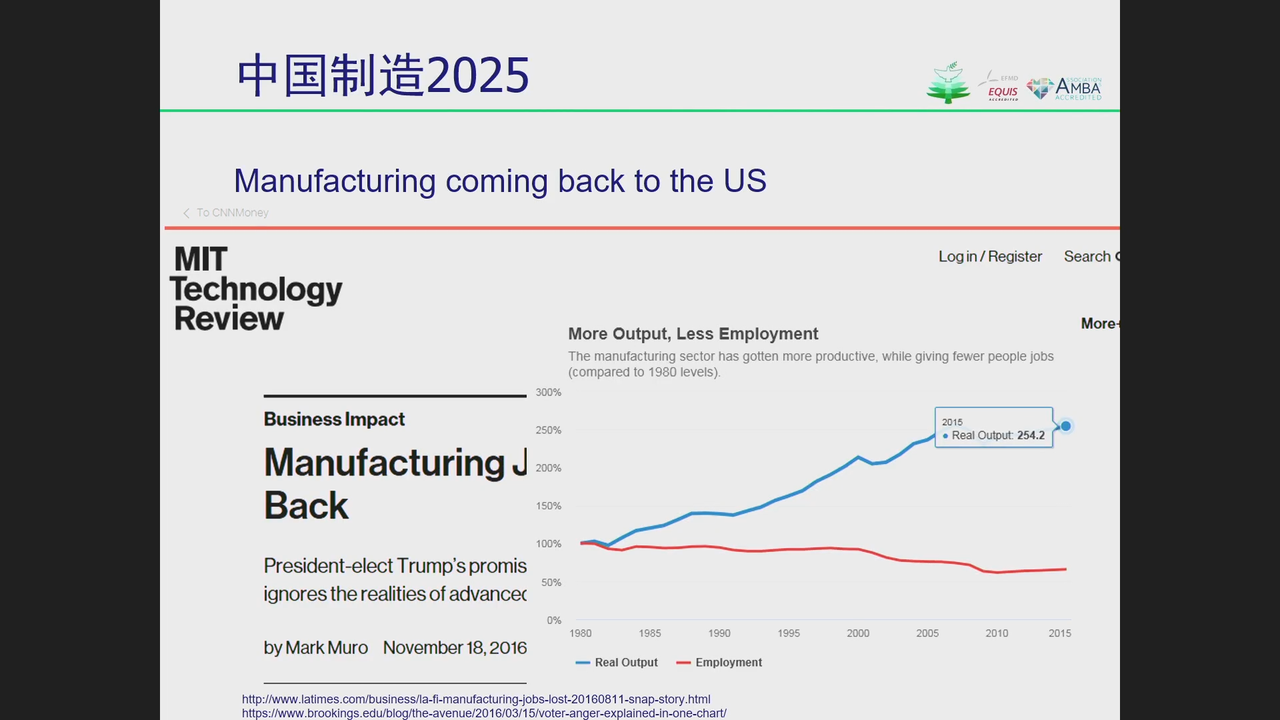 中国制造2025
EFMD
EQUIS
ACCREDITED
ASSOCIATION
AMBA
ACCREDITED
Manufacturing coming back to the US
To CNNMoney
MIT
Technology
Review
Log in / Register
Search
More+
More Output, Less Employment
The manufacturing sector has gotten more productive, while giving fewer people jobs
(compared to 1980 levels).
Business Impact
Manufacturing J
Back
President-elect Trump's promis
ignores the realities of advanced
by Mark Muro November 18, 2016
300%
250%
200%
150%
100%
50%
0%
2015
Real Output: 254.2
1980 1985 1990 1995 2000 2005 2010 2015
Real Output Employment
http://www.latimes.com/business/la-fi-manufacturing-jobs-lost-20160811-snap-story.html
https://www.brookings.edu/blog/the-avenue/2016/03/15/voter-anger-explained-in-one-chart/